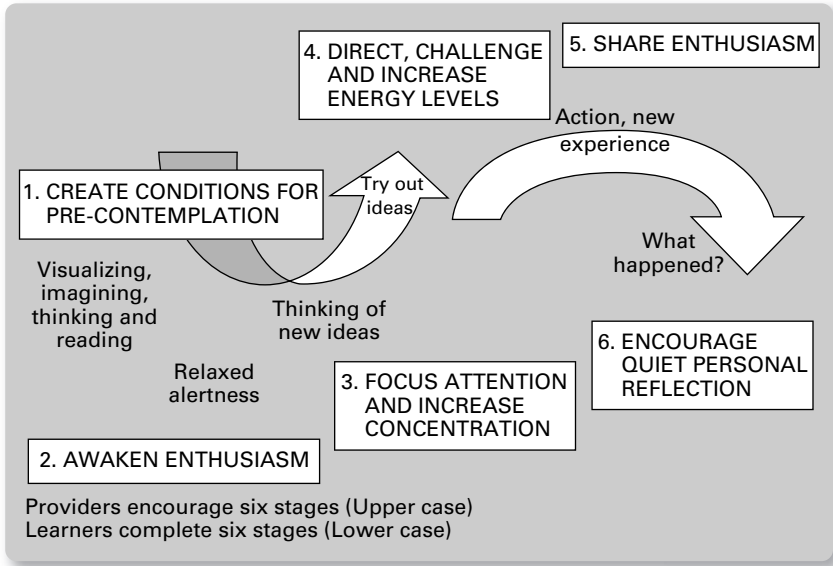 4. DIRECT, CHALLENGE
AND INCREASE
ENERGY LEVELS
5. SHARE ENTHUSIASM
Action, new
experience
1. CREATE CONDITIONS FOR
PRE-CONTEMPLATION
Try out
ideas
What
happened?
Visualizing,
imagining,
thinking and
reading
Thinking of
new ideas
Relaxed
alertness
3. FOCUS ATTENTION
AND INCREASE
CONCENTRATION
6. ENCOURAGE
QUIET PERSONAL
REFLECTION
2. AWAKEN ENTHUSIASM
Providers encourage six stages (Upper case)
Learners complete six stages (Lower case)